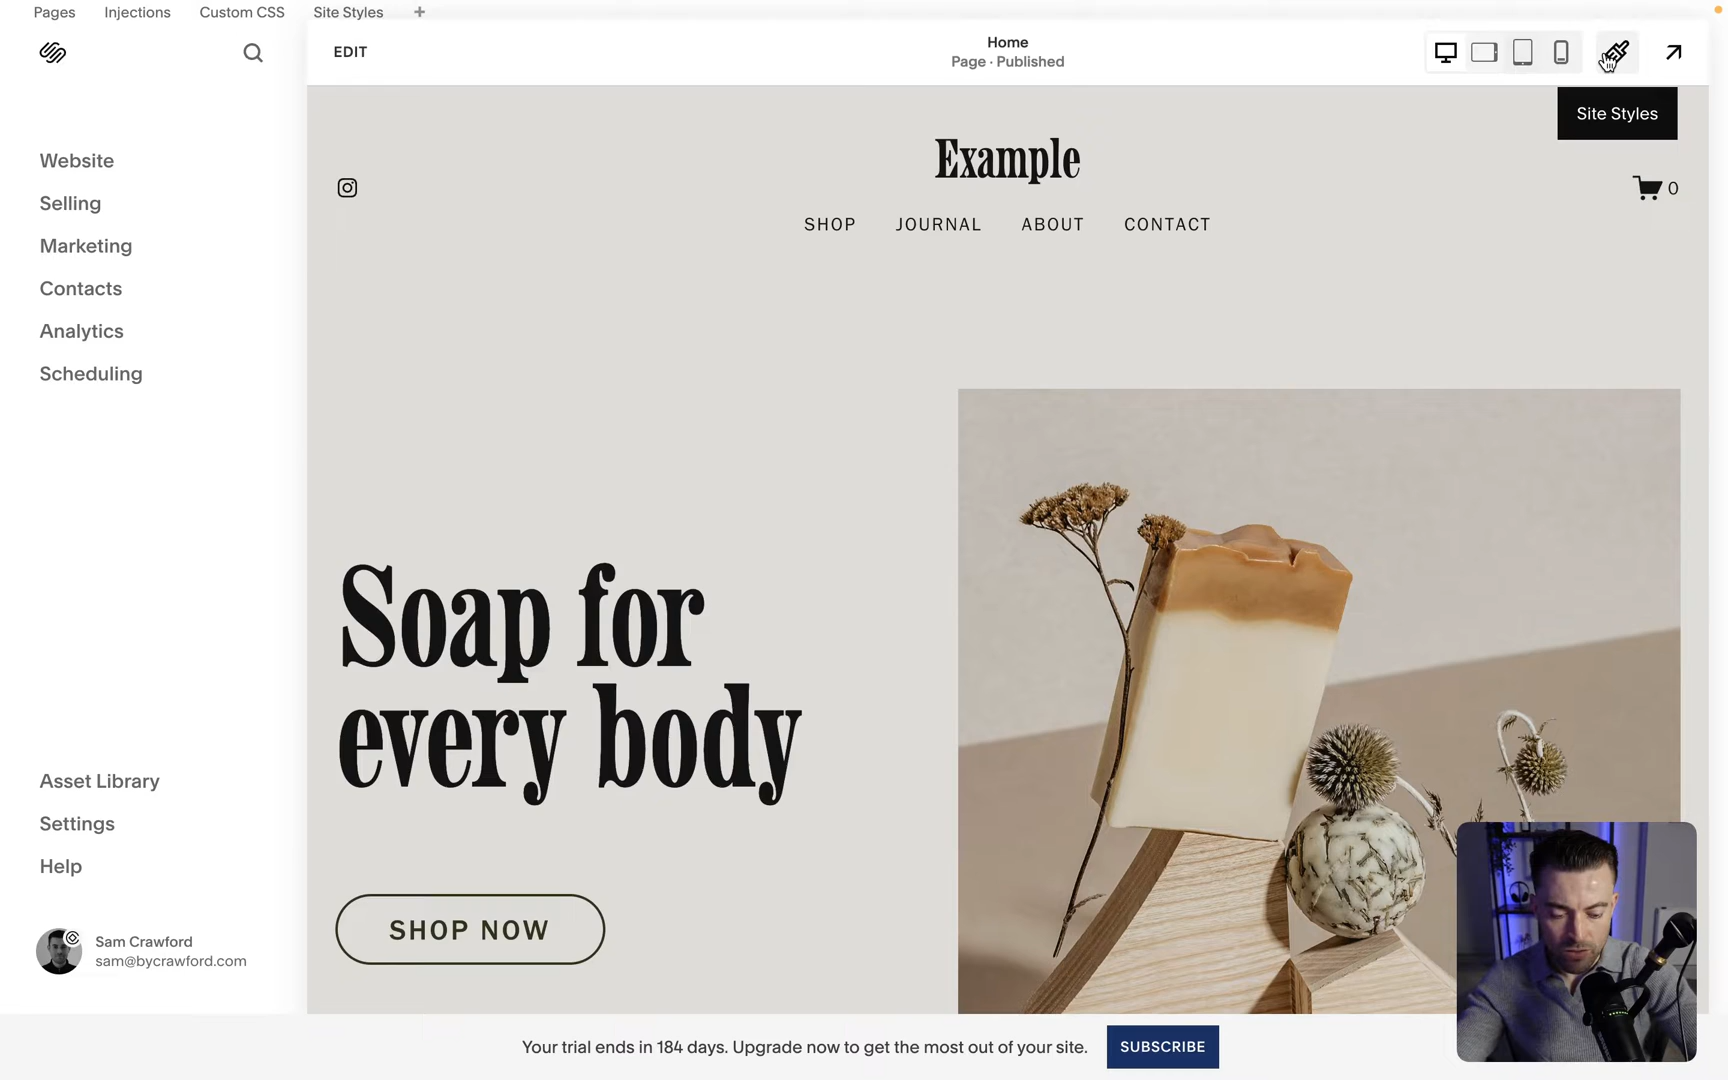 Pages Injections Custom CSS Site Styles +
EDIT
Home
Page · Published
Site Styles
Website
Selling
Marketing
Contacts
Analytics
Scheduling
Example
0
SHOP JOURNAL ABOUT CONTACT
Soap for
every body
SHOP NOW
Asset Library
Settings
Help
Sam Crawford
sam@bycrawford.com
Your trial ends in 184 days. Upgrade now to get the most out of your site. SUBSCRIBE